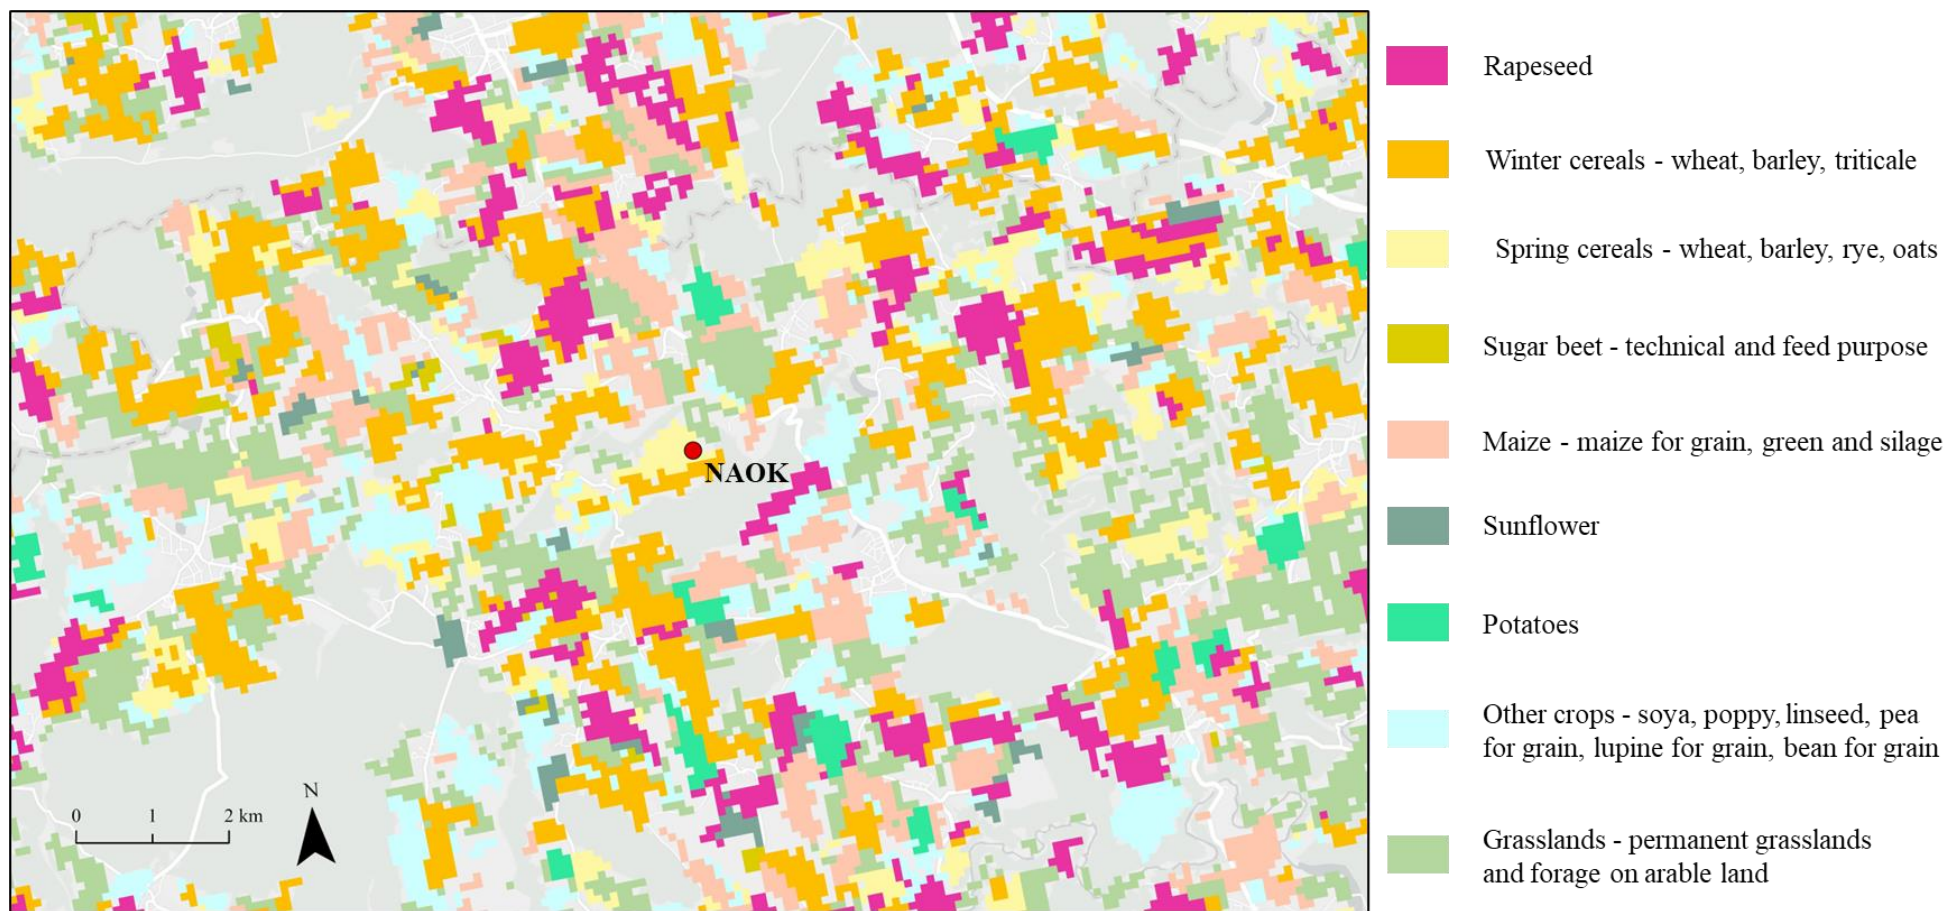 Rapeseed
Winter cereals - wheat, barley, triticale
Spring cereals - wheat, barley, rye, oats
Sugar beet - technical and feed purpose
Maize - maize for grain, green and silage
NAOK
Sunflower
Potatoes
Other crops - soya, poppy, linseed, pea
for grain, lupine for grain, bean for grain
N
0 1 2 km
Grasslands - permanent grasslands
and forage on arable land